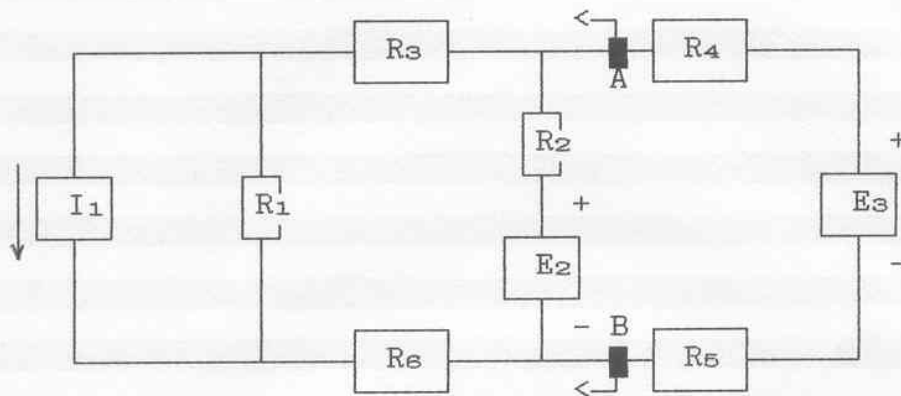 R3
R4
A
R2
+
+
I1
R1
E3
E2
-
- B
R6
R5